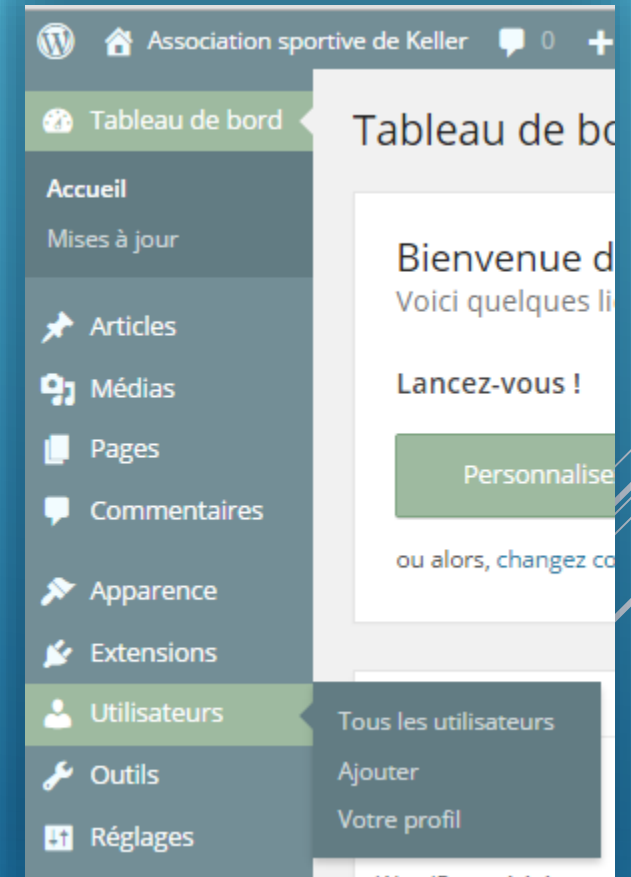 Association sportive de Keller 0
Tableau de bord
Accueil
Mises à jour
Articles
Médias
Pages
Commentaires
Apparence
Extensions
Utilisateurs
Outils
Réglages
Tableau de bo
Bienvenue d
Voici quelques li
Lancez-vous !
Personnalise
ou alors, changez co
Tous les utilisateurs
Ajouter
Votre profil